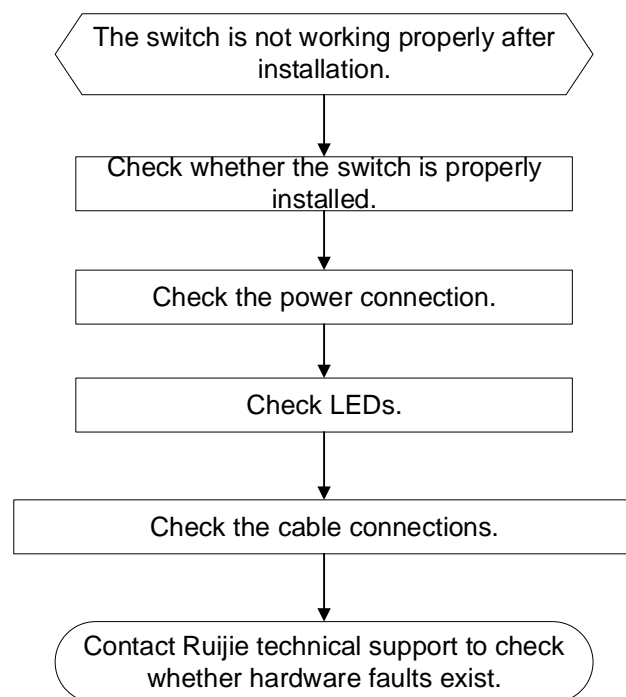 The switch is not working properly after
installation.
Check whether the switch is properly
installed.
Check the power connection.
Check LEDs.
Check the cable connections.
Contact Ruijie technical support to check
whether hardware faults exist.